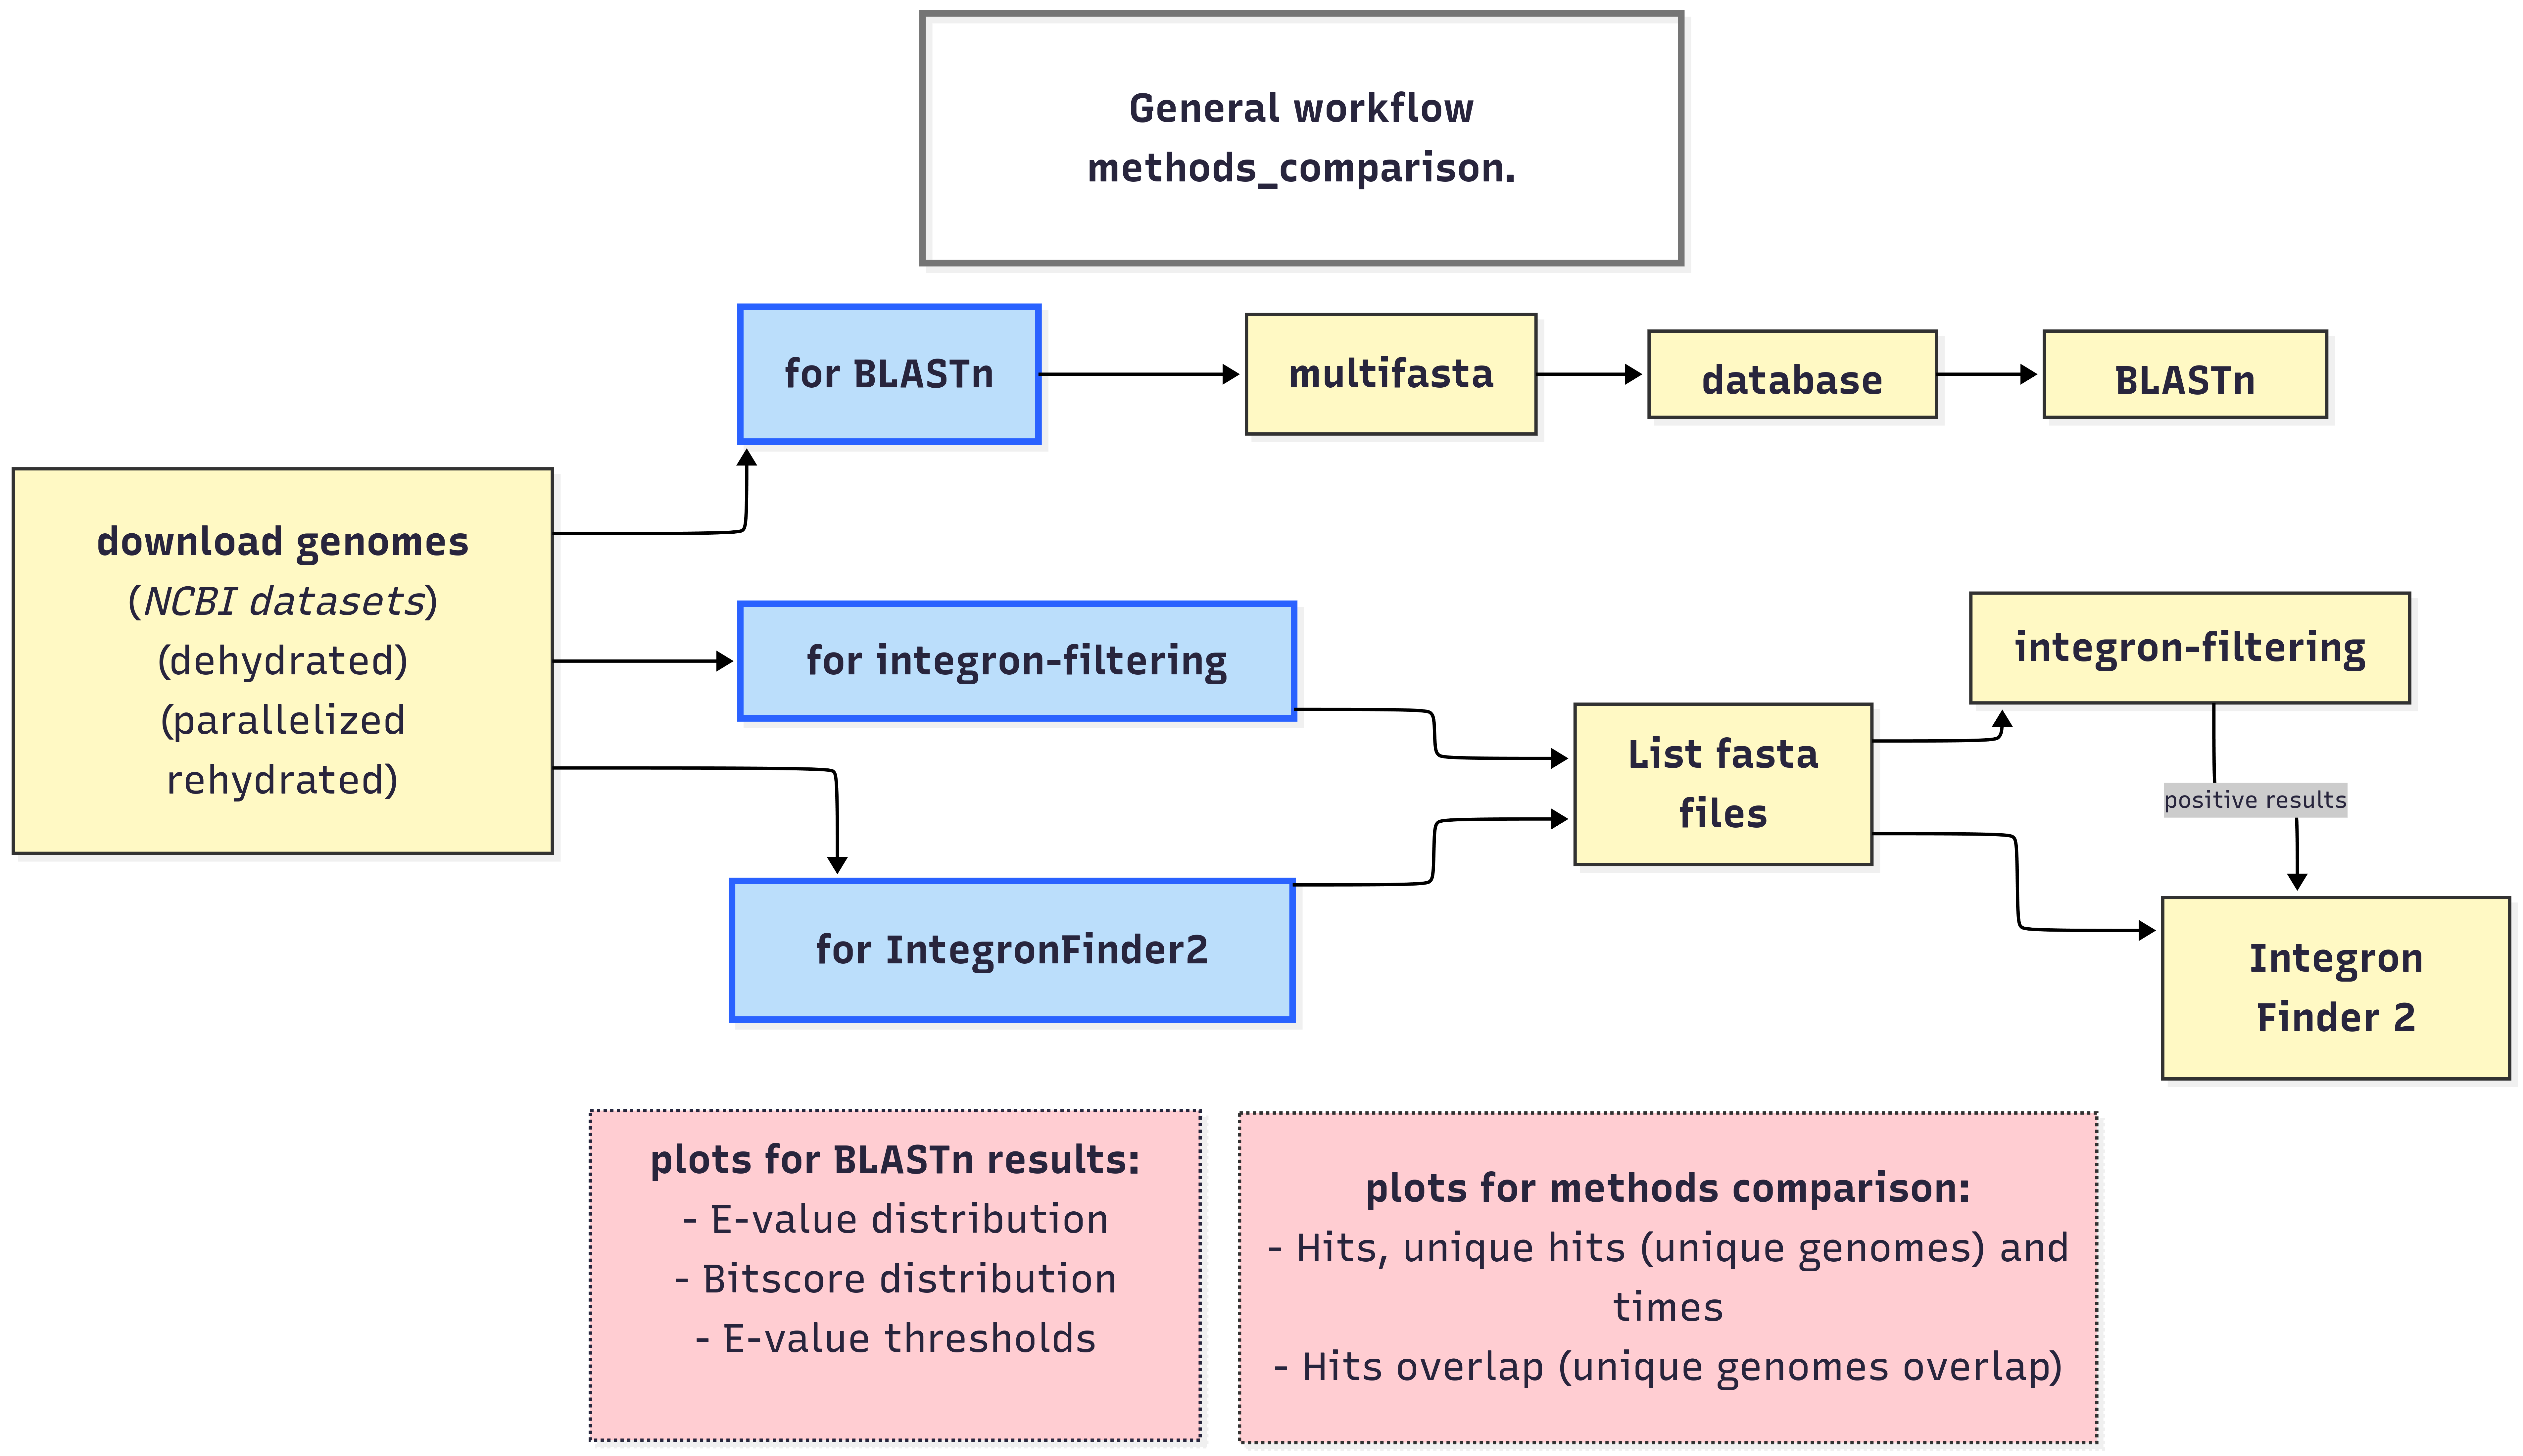 General workflow
methods_comparison.
for BLASTn
multifasta
database
BLASTn
download genomes
(NCBI datasets)
(dehydrated)
(parallelized
rehydrated)
for integron-filtering
for IntegronFinder2
List fasta
files
integron-filtering
positive results
Integron
Finder 2
plots for BLASTn results:
- E-value distribution
- Bitscore distribution
- E-value thresholds
plots for methods comparison:
- Hits, unique hits (unique genomes) and
times
- Hits overlap (unique genomes overlap)